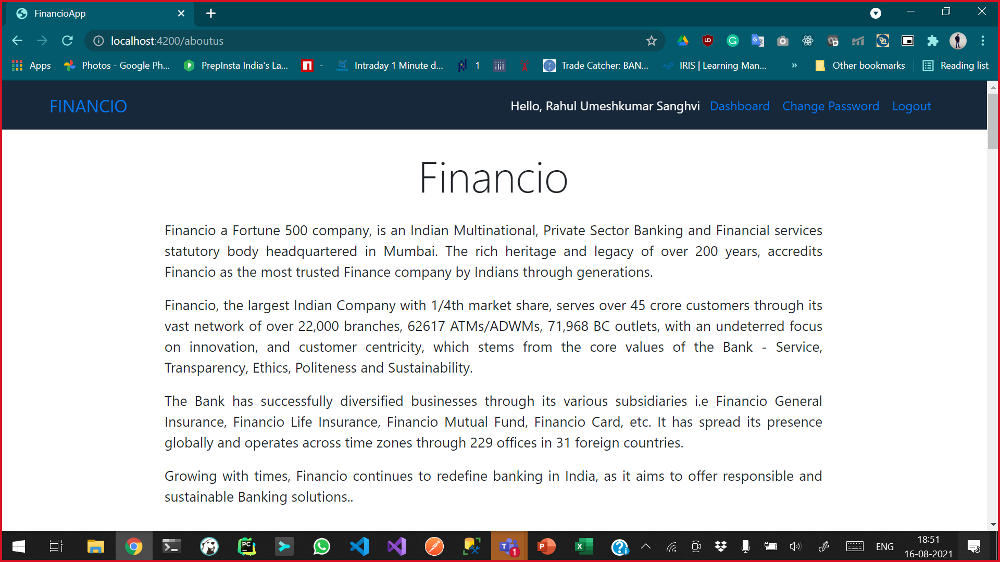 FinancioApp
localhost:4200/aboutus
Apps
Photos - Google Ph...
PrepInsta India's La...
-
Intraday 1 Minute d...
1
Trade Catcher: BAN...
IRIS | Learning Man...
»
Other bookmarks
Reading list
FINANCIO
Hello, Rahul Umeshkumar Sanghvi Dashboard Change Password Logout
Financio
Financio a Fortune 500 company, is an Indian Multinational, Private Sector Banking and Financial services
statutory body headquartered in Mumbai. The rich heritage and legacy of over 200 years, accredits
Financio as the most trusted Finance company by Indians through generations.
Financio, the largest Indian Company with 1/4th market share, serves over 45 crore customers through its
vast network of over 22,000 branches, 62617 ATMs/ADWMs, 71,968 BC outlets, with an undeterred focus
on innovation, and customer centricity, which stems from the core values of the Bank - Service,
Transparency, Ethics, Politeness and Sustainability.
The Bank has successfully diversified businesses through its various subsidiaries i.e Financio General
Insurance, Financio Life Insurance, Financio Mutual Fund, Financio Card, etc. It has spread its presence
globally and operates across time zones through 229 offices in 31 foreign countries.
Growing with times, Financio continues to redefine banking in India, as it aims to offer responsible and
sustainable Banking solutions..
ENG
18:51
16-08-2021